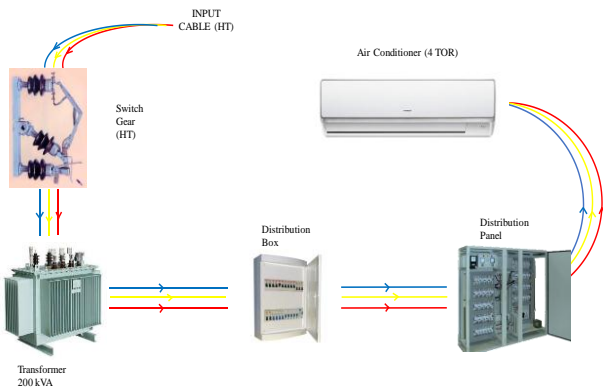 INPUT
CABLE (HT)
Air Conditioner (4 TOR)
Switch
Gear
(HT)
Distribution
Box
Distribution
Panel
Transformer
200 kVA